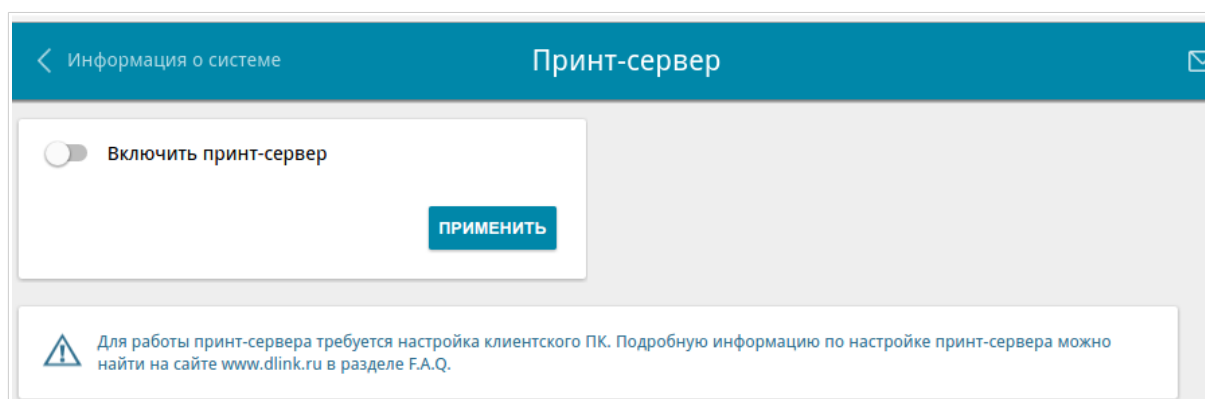 Информация о системе
Принт-сервер
Включить принт-сервер
ПРИМЕНИТЬ
Для работы принт-сервера требуется настройка клиентского ПК. Подробную информацию по настройке принт-сервера можно
найти на сайте www.dlink.ru в разделе F.A.Q.